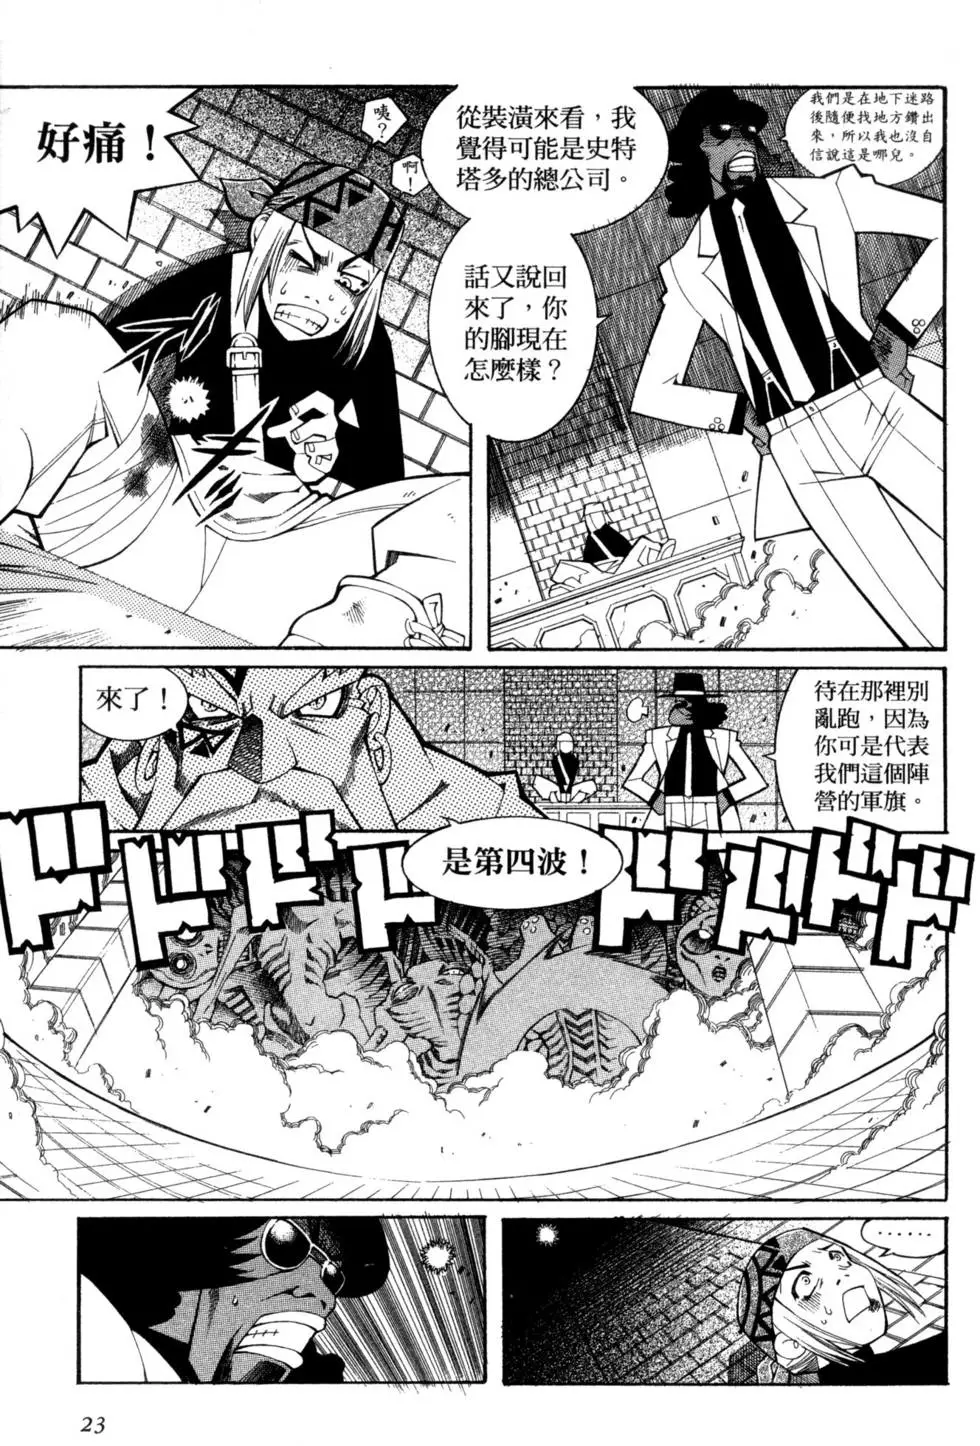 我們是在地下迷路
後隨便找地方鑽出
來，所以我也沒自
信說這是哪兒。
從裝潢來看，我
覺得可能是史特
塔多的總公司。
話又說回
來了，你
的腳現在
怎麼樣？
咦？
啊！
好痛！
待在那裡別
亂跑，因為
你可是代表
我們這個陣
營的軍旗。
來了！
是第四波！
ドドドドドドドド
………
23